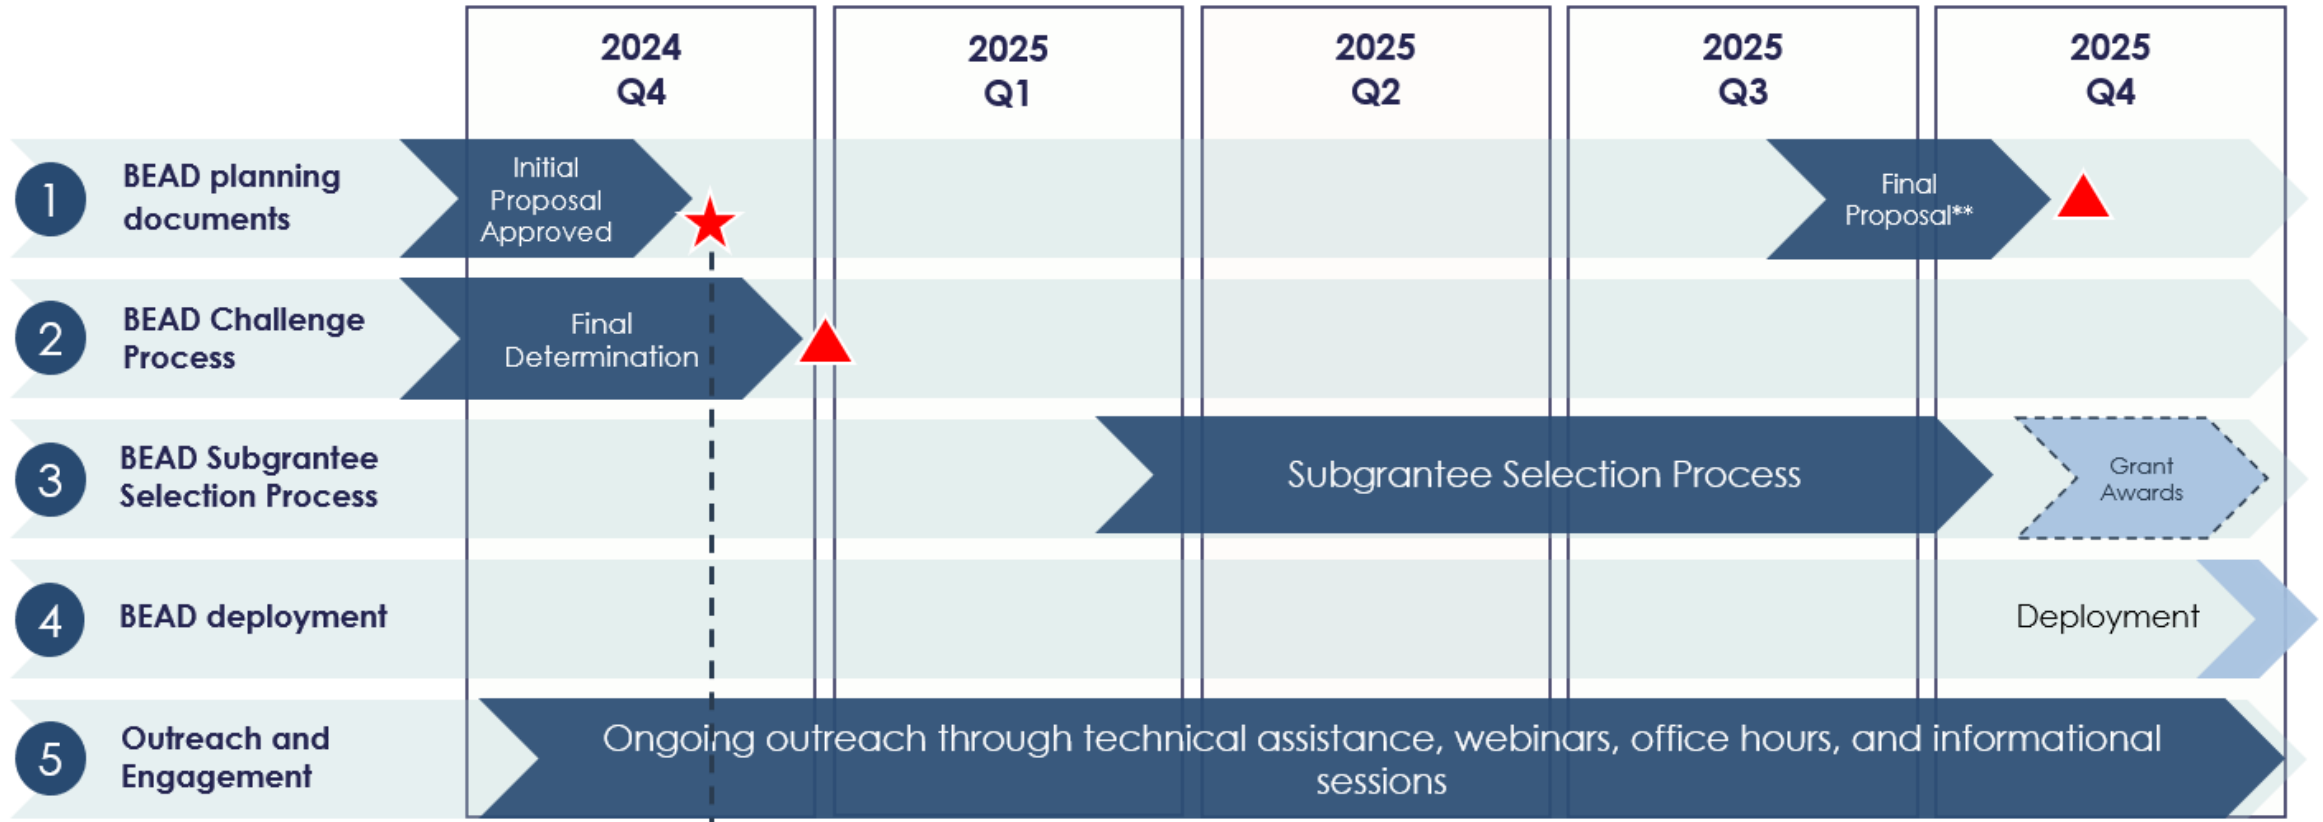 2024
Q4
2025
Q1
2025
Q2
2025
Q3
2025
Q4
1
BEAD planning
documents
Initial
Proposal
Approved
Final
Proposal**
2
BEAD Challenge
Process
Final
Determination
3
BEAD Subgrantee
Selection Process
Subgrantee Selection Process
Grant
Awards
4
BEAD deployment
Deployment
5
Outreach and
Engagement
Ongoing outreach through technical assistance, webinars, office hours, and informational
sessions